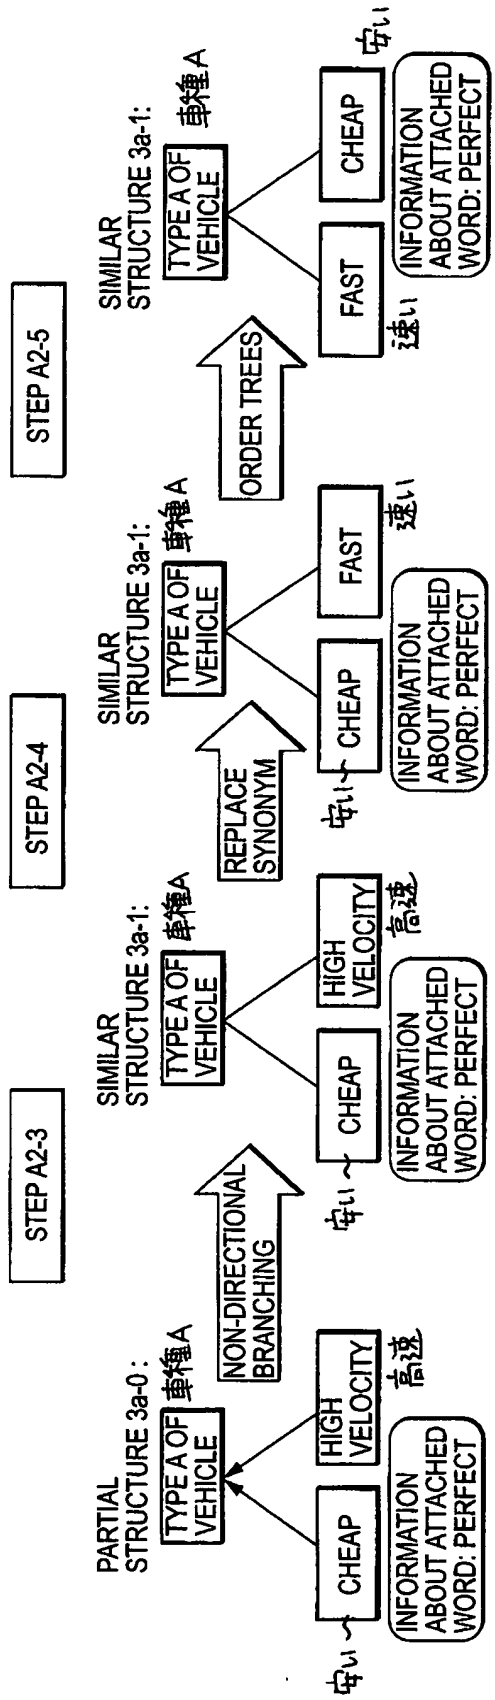 STEP A2-3
STEP A2-4
STEP A2-5
PARTIAL
STRUCTURE 3a-0:
TYPE A OF
VEHICLE
車種A
CHEAP
安い
HIGH
VELOCITY
高速
INFORMATION
ABOUT ATTACHED
WORD: PERFECT
NON-DIRECTIONAL
BRANCHING
SIMILAR
STRUCTURE 3a-1:
TYPE A OF
VEHICLE
車種A
CHEAP
安い
HIGH
VELOCITY
高速
INFORMATION
ABOUT ATTACHED
WORD: PERFECT
REPLACE
SYNONYM
SIMILAR
STRUCTURE 3a-1:
TYPE A OF
VEHICLE
車種A
CHEAP
安い
FAST
速い
INFORMATION
ABOUT ATTACHED
WORD: PERFECT
ORDER TREES
SIMILAR
STRUCTURE 3a-1:
TYPE A OF
VEHICLE
車種A
FAST
速い
CHEAP
安い
INFORMATION
ABOUT ATTACHED
WORD: PERFECT